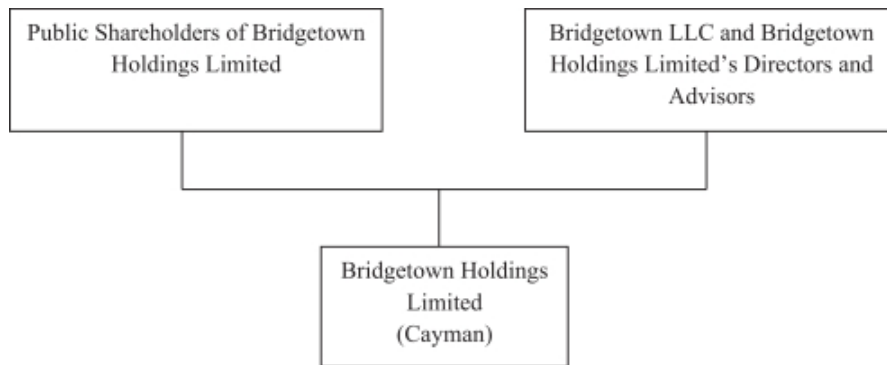 Public Shareholders of Bridgetown
Holdings Limited
Bridgetown LLC and Bridgetown
Holdings Limited's Directors and
Advisors
Bridgetown Holdings
Limited
(Cayman)